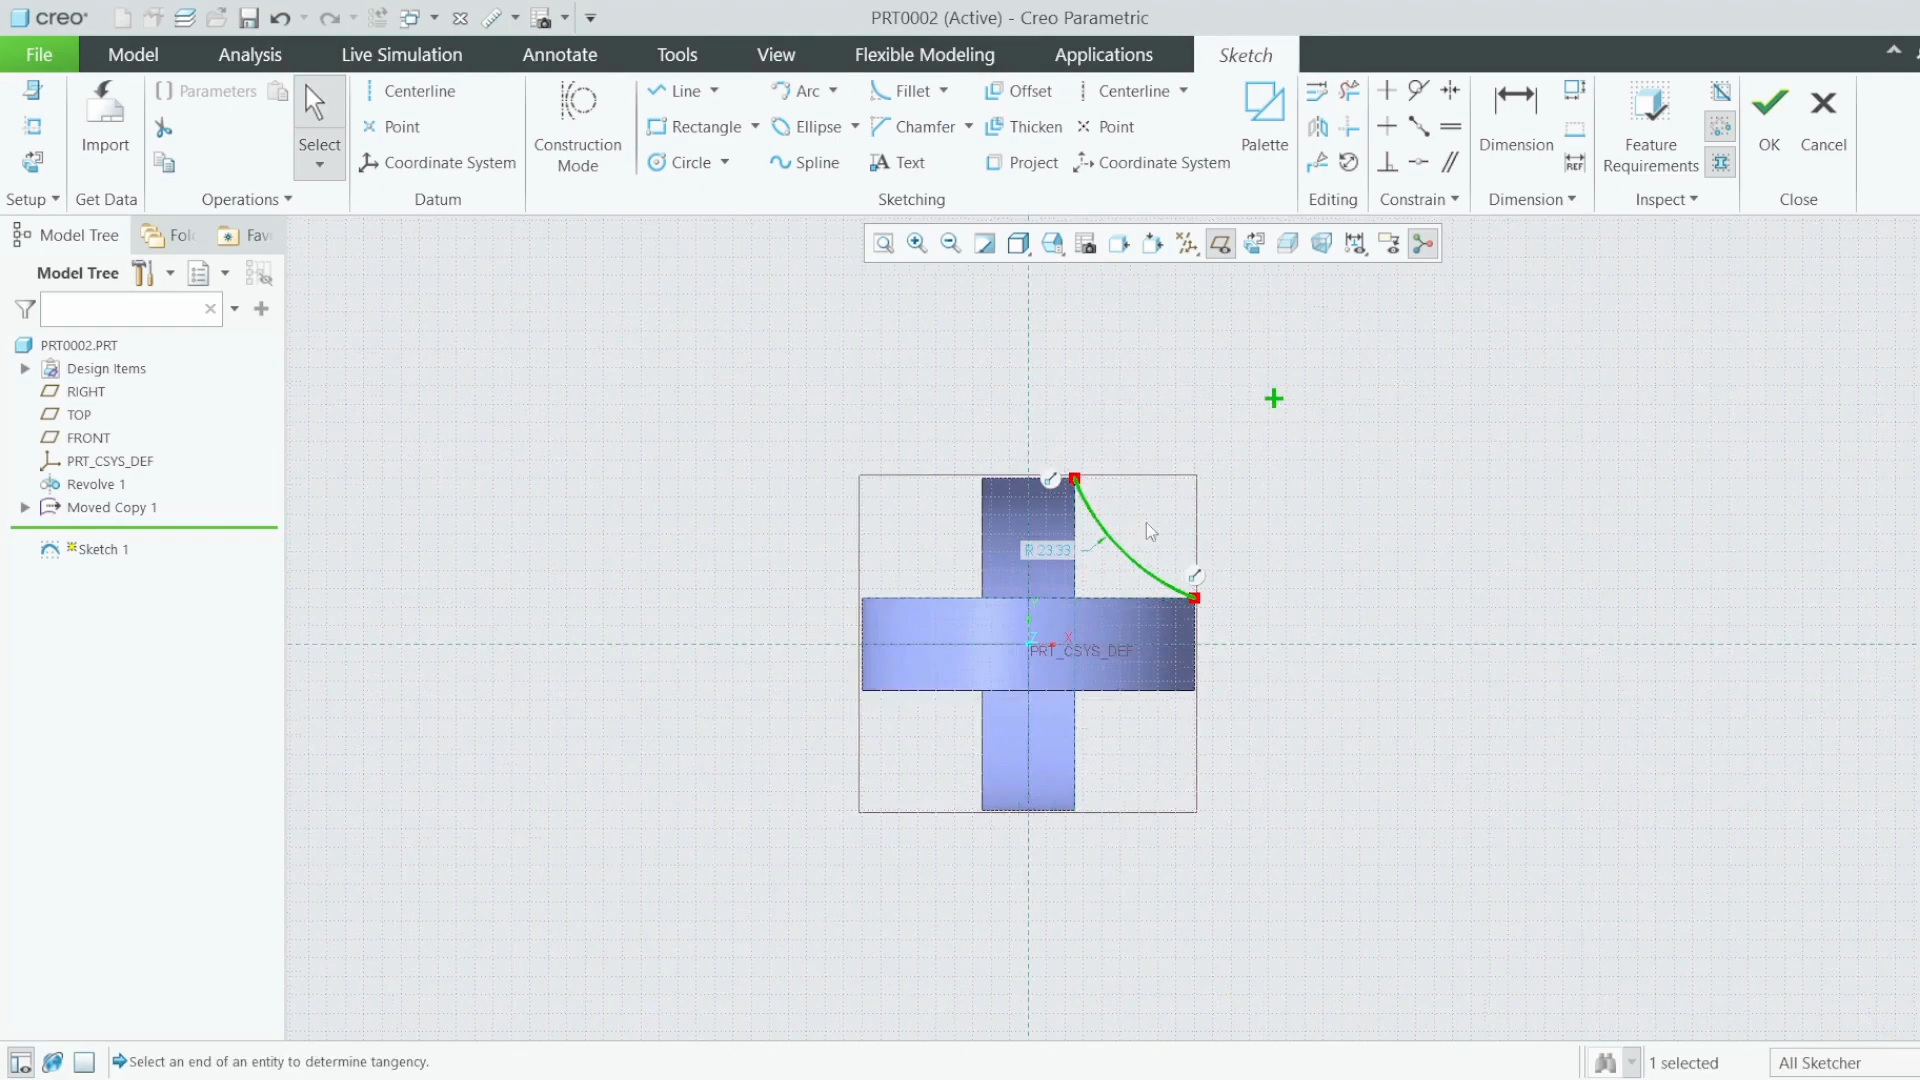 creo
PRT0002 (Active) - Creo Parametric
File Model Analysis Live Simulation Annotate Tools View Flexible Modeling Applications Sketch
Parameters Centerline Line Arc Fillet Offset Centerline
Point Rectangle Ellipse Chamfer Thicken Point
Import Select Construction Mode Palette Dimension Feature Requirements OK Cancel
Coordinate System Circle Spline Text Project Coordinate System
REF
Setup Get Data Operations Datum Sketching Editing Constrain Dimension Inspect Close
Model Tree Fol Fav
Model Tree
PRT0002.PRT
Design Items
RIGHT
TOP
FRONT
PRT_CSYS_DEF
Revolve 1
Moved Copy 1
Sketch 1
R 23.33
Y
Z X
PRT_CSYS_DEF
Select an end of an entity to determine tangency.
1 selected
All Sketcher